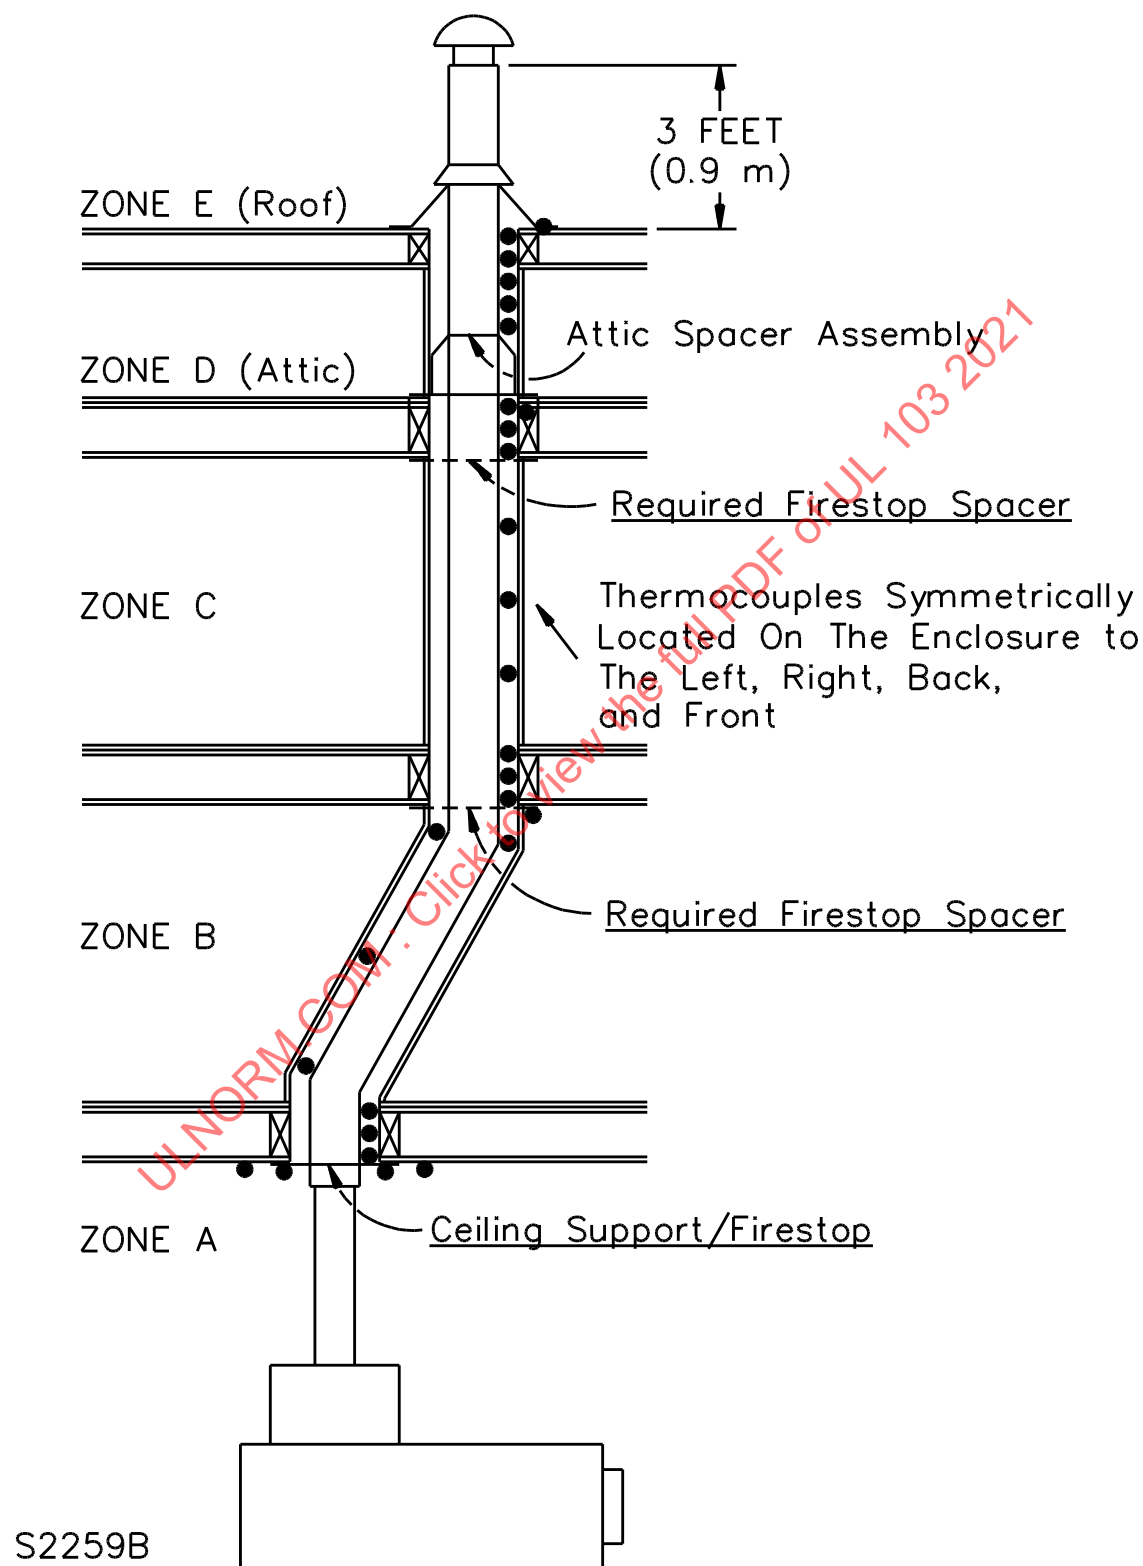 3 FEET
(0.9 m)
ZONE E (Roof)
Attic Spacer Assembly
ZONE D (Attic)
Required Firestop Spacer
ZONE C
Thermocouples Symmetrically
Located On The Enclosure to
The Left, Right, Back,
and Front
Required Firestop Spacer
ZONE B
ULNORM.COM : Click to view the full PDF of UL 103 2021
Ceiling Support/Firestop
ZONE A
S2259B